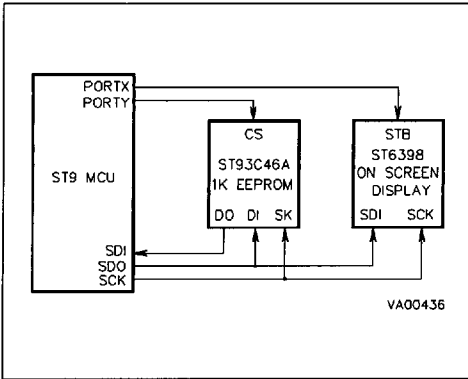 PORTX
PORTY
ST9 MCU
SDI
SDO
SCK
CS
ST93C46A
1K EEPROM
DO DI SK
STB
ST6398
ON SCREEN
DISPLAY
SDI SCK
VA00436